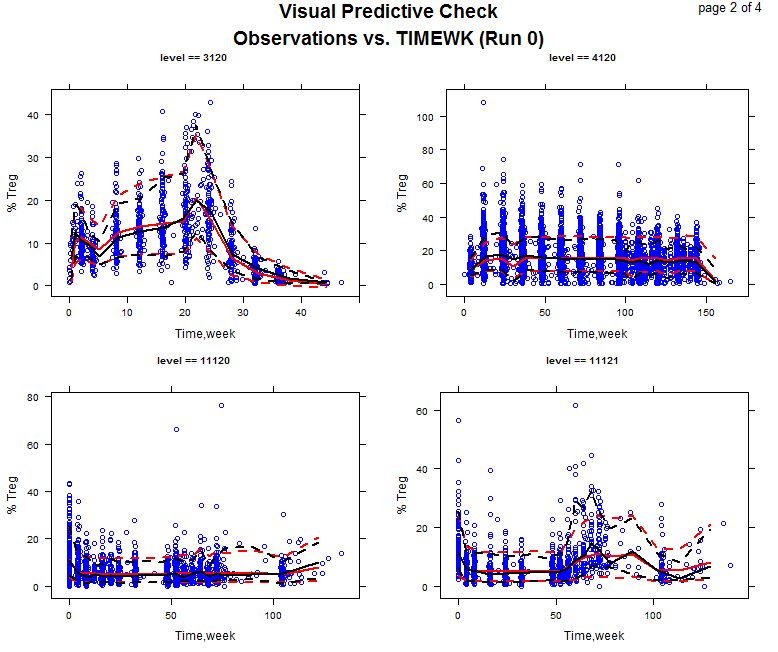 Visual Predictive Check
page 2 of 4
Observations vs. TIMEWK (Run 0)
level == 3120
level == 4120
% Treg
40
30
20
10
0
0 10 20 30 40
Time,week
% Treg
100
80
60
40
20
0
0 50 100 150
Time,week
level == 11120
level == 11121
% Treg
80
60
40
20
0
0 50 100
Time,week
% Treg
60
40
20
0
0 50 100
Time,week